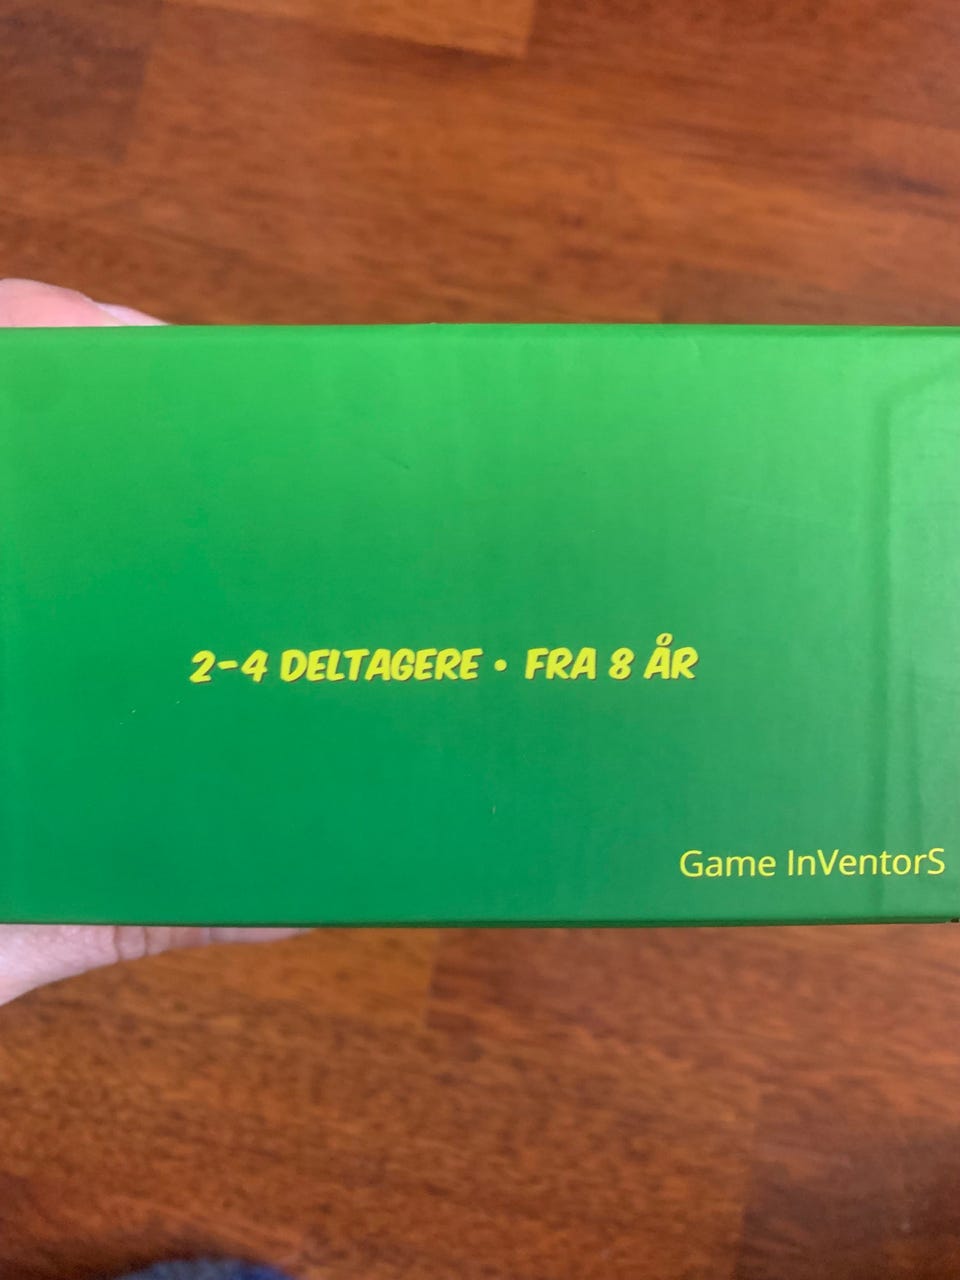 2-4 DELTAGERE • FRA 8 ÅR
Game InVentorS